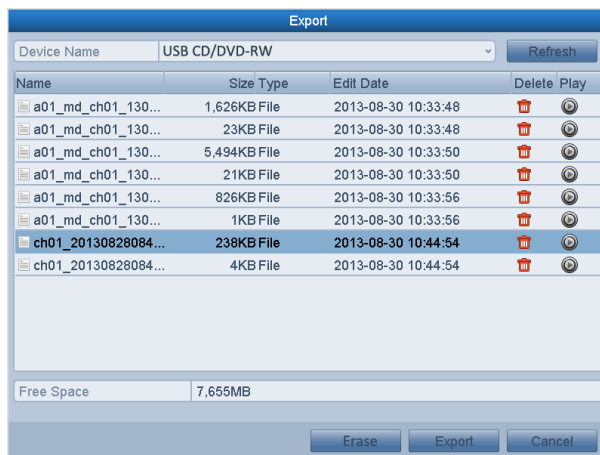 Export
Device Name USB CD/DVD-RW Refresh
Name Size Type Edit Date Delete Play
a01_md_ch01_130... 1,626KB File 2013-08-30 10:33:48
a01_md_ch01_130... 23KB File 2013-08-30 10:33:48
a01_md_ch01_130... 5,494KB File 2013-08-30 10:33:50
a01_md_ch01_130... 21KB File 2013-08-30 10:33:50
a01_md_ch01_130... 826KB File 2013-08-30 10:33:56
a01_md_ch01_130... 1KB File 2013-08-30 10:33:56
ch01_20130828084... 238KB File 2013-08-30 10:44:54
ch01_20130828084... 4KB File 2013-08-30 10:44:54
Free Space 7,655MB
Erase Export Cancel